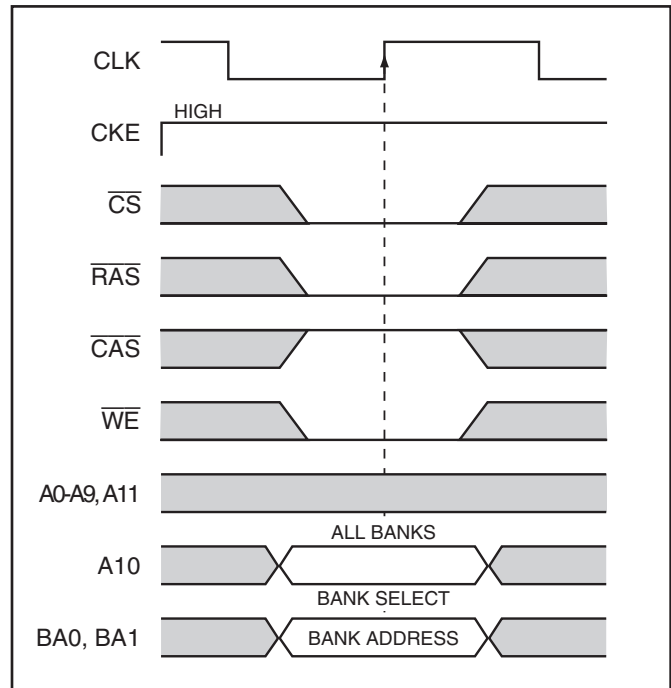 CLK
CKE
HIGH
CS
RAS
CAS
WE
A0-A9, A11
ALL BANKS
A10
BANK SELECT
BA0, BA1
BANK ADDRESS